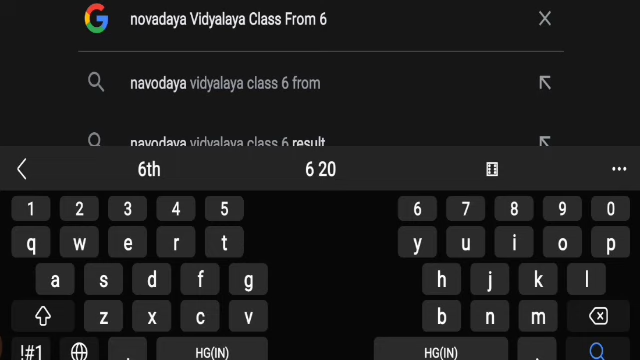 novadaya Vidyalaya Class From 6
navodaya vidyalaya class 6 from
navodaya vidyalaya class 6 result
6th 6 20
1 2 3 4 5 6 7 8 9 0
q w e r t y u i o p
a s d f g h j k l
z x c v b n m
!#1 . HG(IN) HG(IN) .